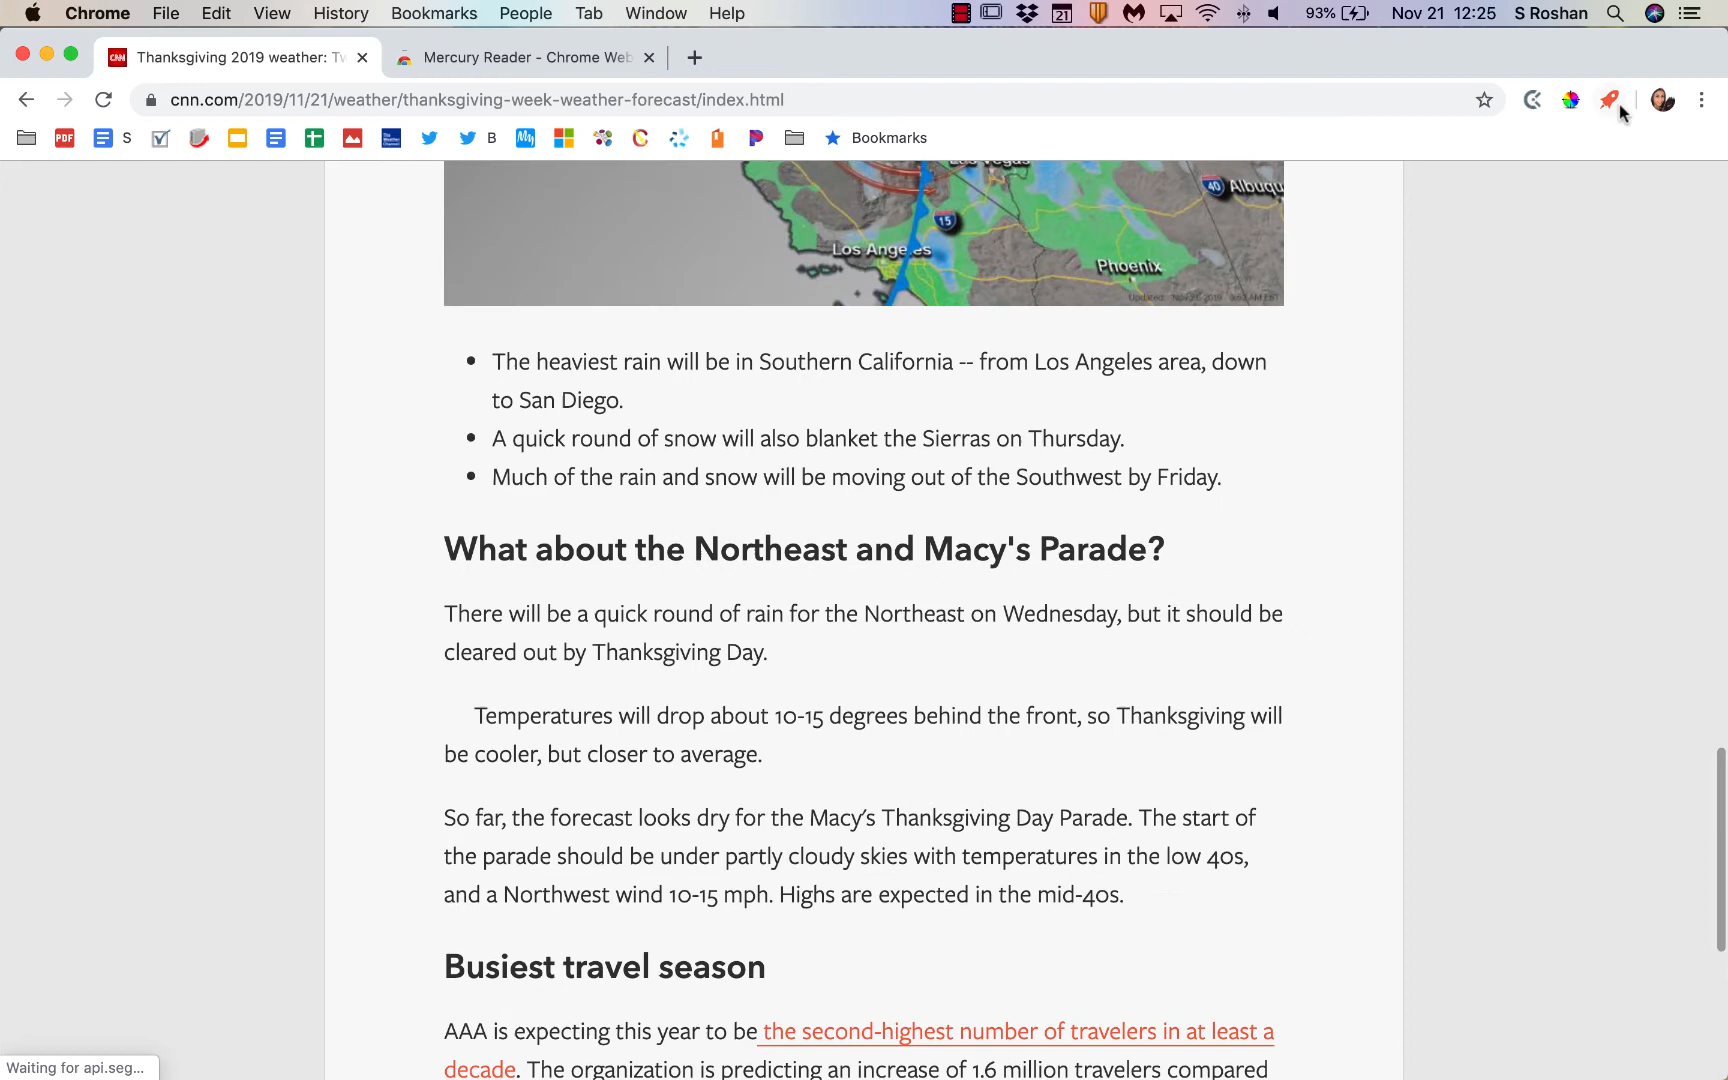 Chrome File Edit View History Bookmarks People Tab Window Help 21 93% Nov 21 12:25 S Roshan
CNN Thanksgiving 2019 weather: Tw Mercury Reader - Chrome Web
cnn.com/2019/11/21/weather/thanksgiving-week-weather-forecast/index.html
PDF S B My Bookmarks
Las Vegas
40 Albuqu
15
Los Angeles
Phoenix
The heaviest rain will be in Southern California -- from Los Angeles area, down
to San Diego.
A quick round of snow will also blanket the Sierras on Thursday.
Much of the rain and snow will be moving out of the Southwest by Friday.
What about the Northeast and Macy's Parade?
There will be a quick round of rain for the Northeast on Wednesday, but it should be
cleared out by Thanksgiving Day.
Temperatures will drop about 10-15 degrees behind the front, so Thanksgiving will
be cooler, but closer to average.
So far, the forecast looks dry for the Macy's Thanksgiving Day Parade. The start of
the parade should be under partly cloudy skies with temperatures in the low 40s,
and a Northwest wind 10-15 mph. Highs are expected in the mid-40s.
Busiest travel season
AAA is expecting this year to be the second-highest number of travelers in at least a
decade. The organization is predicting an increase of 1.6 million travelers compared
Waiting for api.seg...